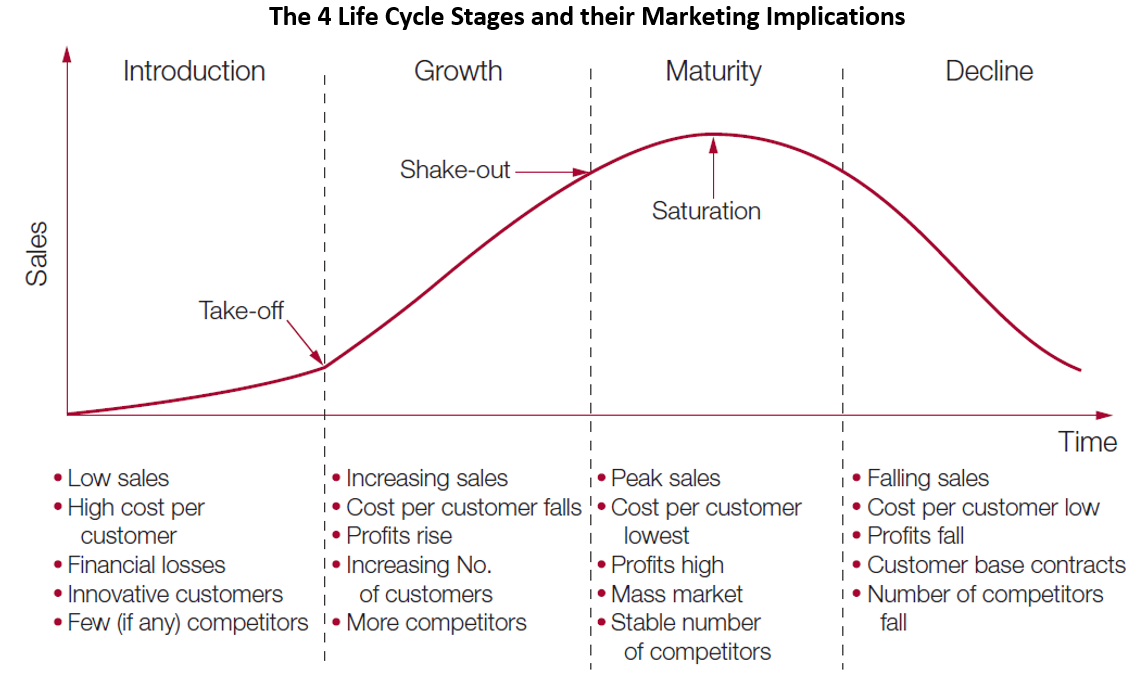 The 4 Life Cycle Stages and their Marketing Implications
Introduction
Growth
Maturity
Decline
Shake-out
Saturation
Sales
Take-off
Time
• Low sales
• High cost per
customer
• Financial losses
• Innovative customers
• Few (if any) competitors
• Increasing sales
• Cost per customer falls
• Profits rise
• Increasing No.
of customers
• More competitors
• Peak sales
• Cost per customer
lowest
• Profits high
• Mass market
• Stable number
of competitors
• Falling sales
• Cost per customer low
• Profits fall
• Customer base contracts
• Number of competitors
fall